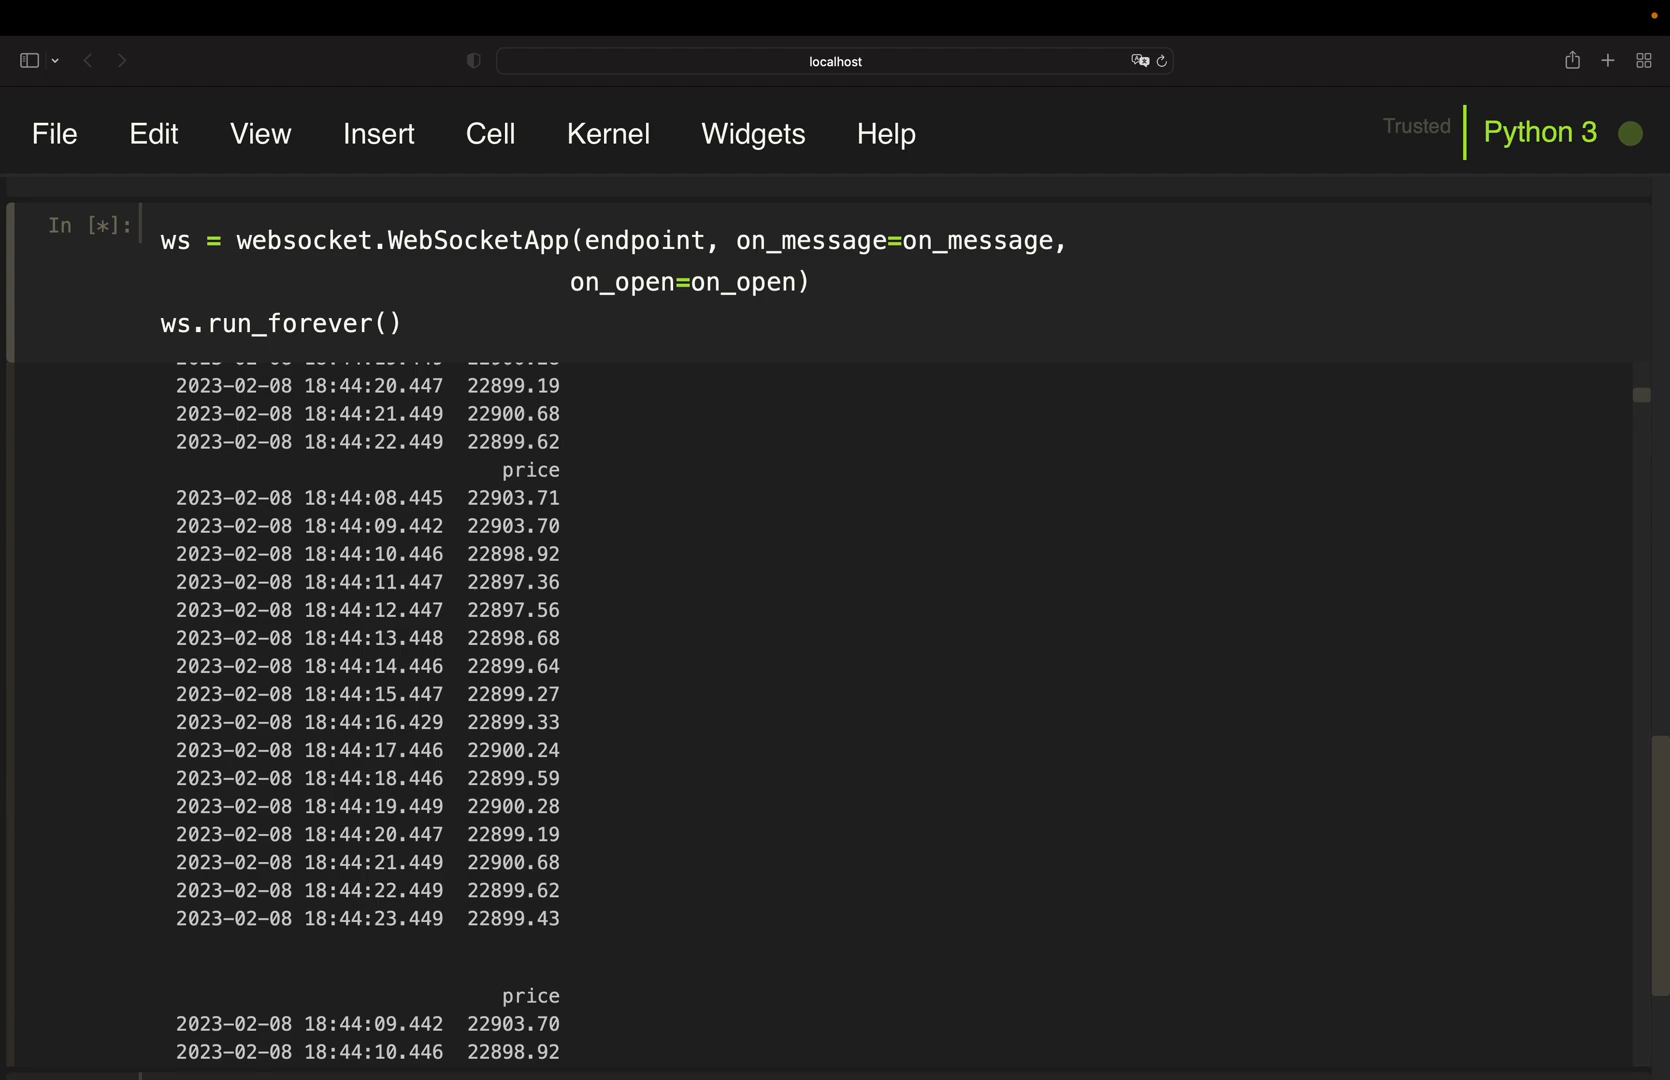 localhost
File Edit View Insert Cell Kernel Widgets Help Trusted Python 3
In [*]:
ws = websocket.WebSocketApp(endpoint, on_message=on_message,
on_open=on_open)
ws.run_forever()
2023-02-08 18:44:20.447 22899.19
2023-02-08 18:44:21.449 22900.68
2023-02-08 18:44:22.449 22899.62
price
2023-02-08 18:44:08.445 22903.71
2023-02-08 18:44:09.442 22903.70
2023-02-08 18:44:10.446 22898.92
2023-02-08 18:44:11.447 22897.36
2023-02-08 18:44:12.447 22897.56
2023-02-08 18:44:13.448 22898.68
2023-02-08 18:44:14.446 22899.64
2023-02-08 18:44:15.447 22899.27
2023-02-08 18:44:16.429 22899.33
2023-02-08 18:44:17.446 22900.24
2023-02-08 18:44:18.446 22899.59
2023-02-08 18:44:19.449 22900.28
2023-02-08 18:44:20.447 22899.19
2023-02-08 18:44:21.449 22900.68
2023-02-08 18:44:22.449 22899.62
2023-02-08 18:44:23.449 22899.43
price
2023-02-08 18:44:09.442 22903.70
2023-02-08 18:44:10.446 22898.92